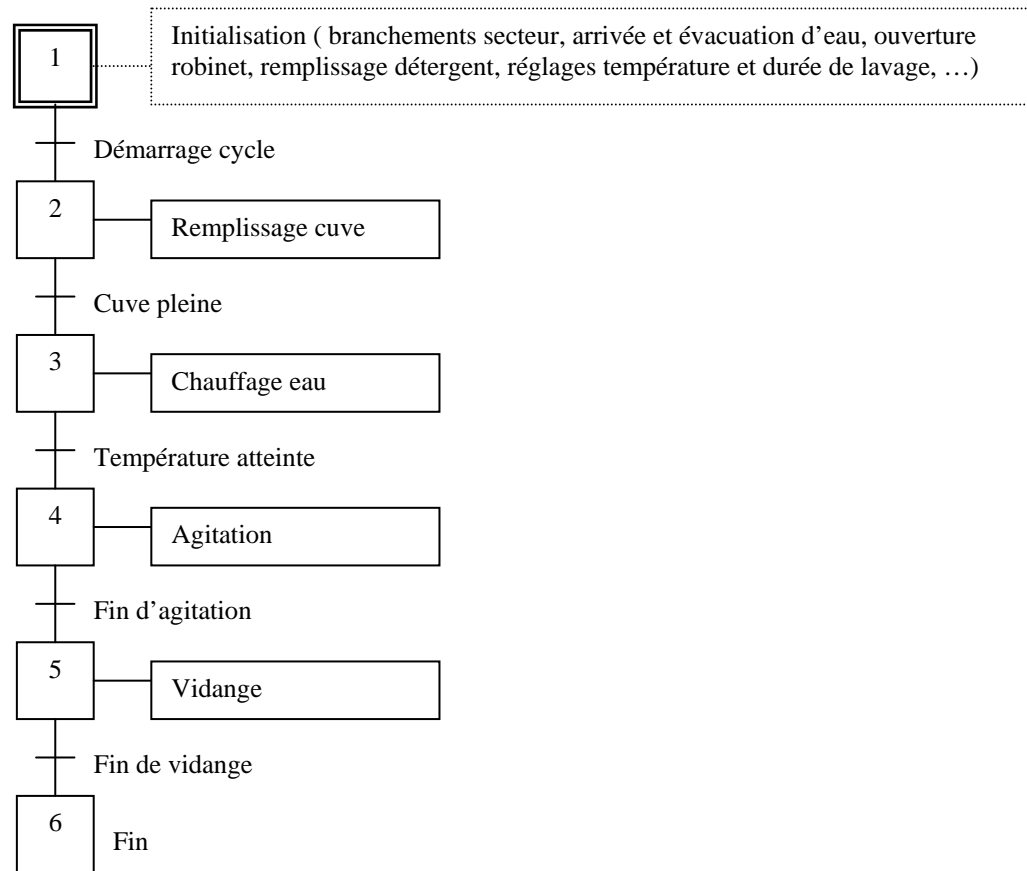 1
Initialisation ( branchements secteur, arrivée et évacuation d’eau, ouverture
robinet, remplissage détergent, réglages température et durée de lavage, …)
Démarrage cycle
2
Remplissage cuve
Cuve pleine
3
Chauffage eau
Température atteinte
4
Agitation
Fin d’agitation
5
Vidange
Fin de vidange
6
Fin